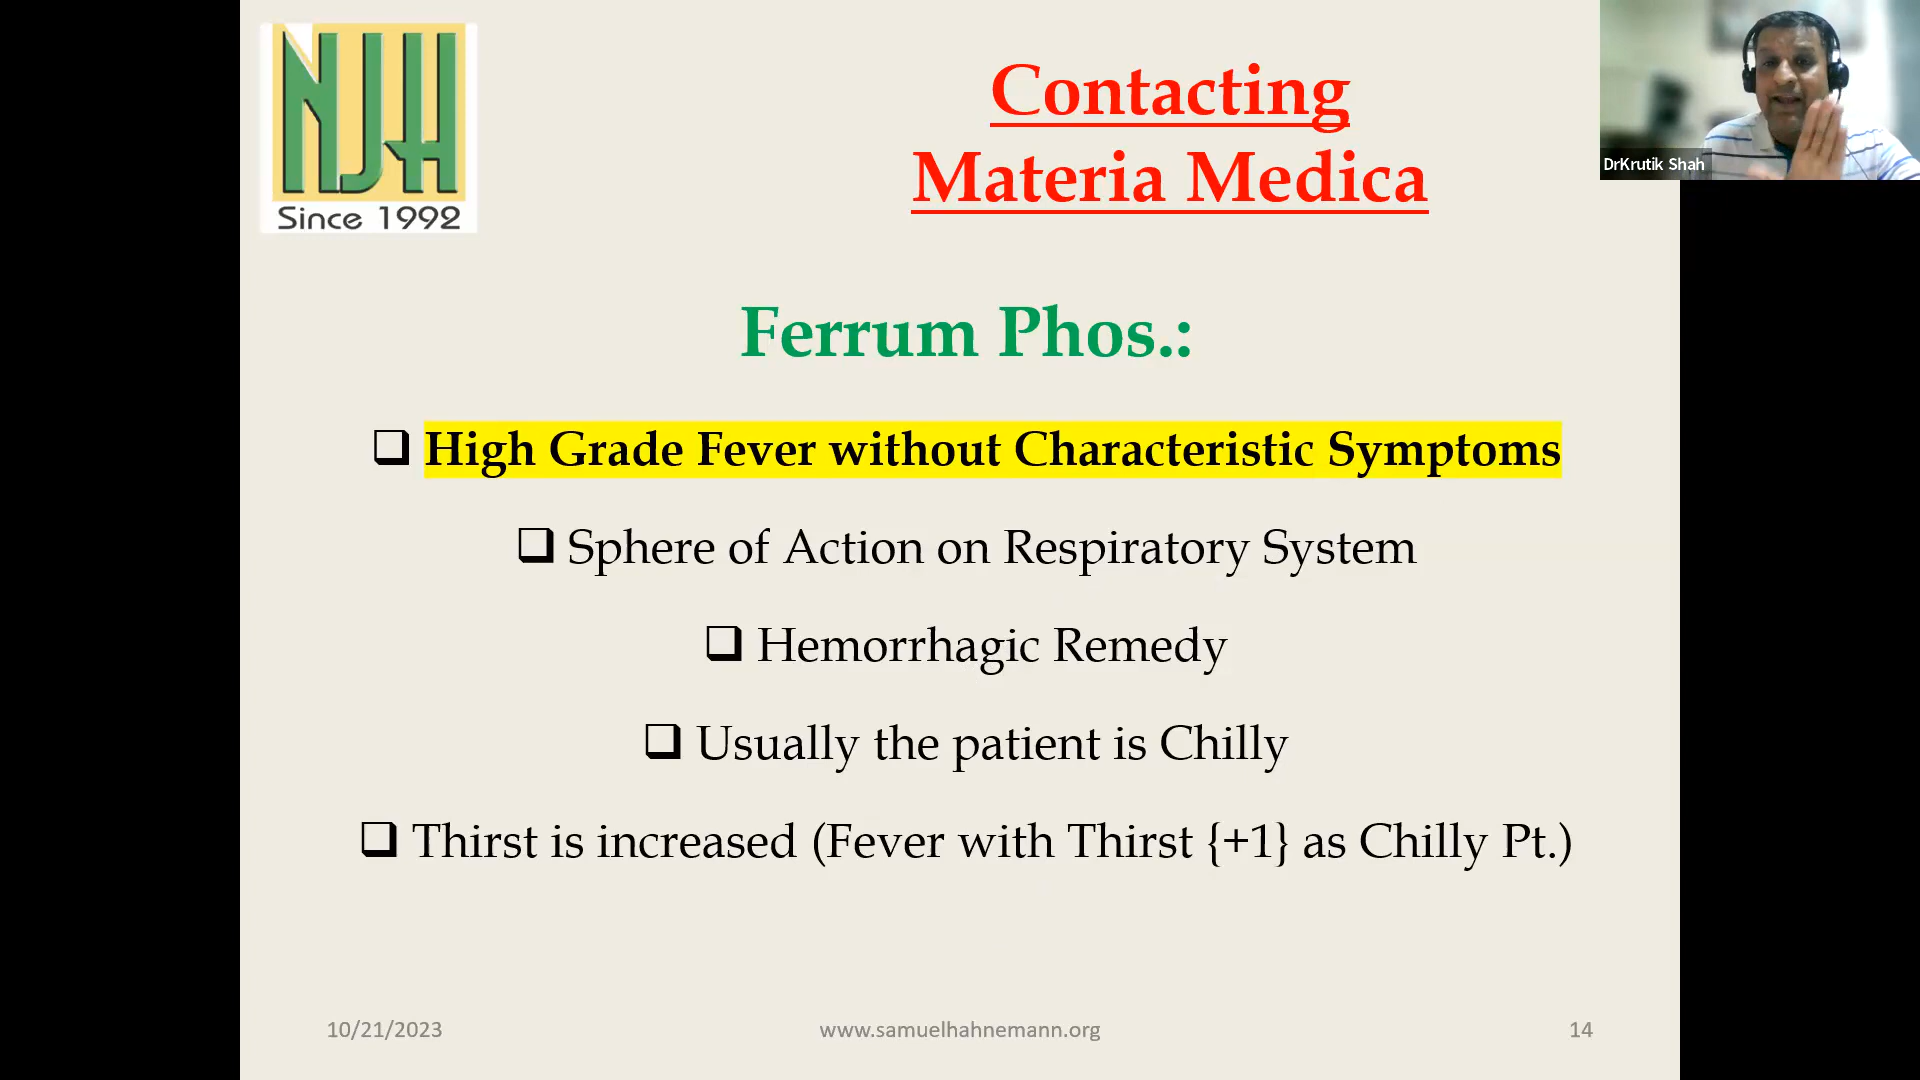 NJH
Since 1992
Contacting
Materia Medica
DrKrutik Shah
Ferrum Phos.:
❑ High Grade Fever without Characteristic Symptoms
❑ Sphere of Action on Respiratory System
❑ Hemorrhagic Remedy
❑ Usually the patient is Chilly
❑ Thirst is increased (Fever with Thirst {+1} as Chilly Pt.)
10/21/2023
www.samuelhahnemann.org
14